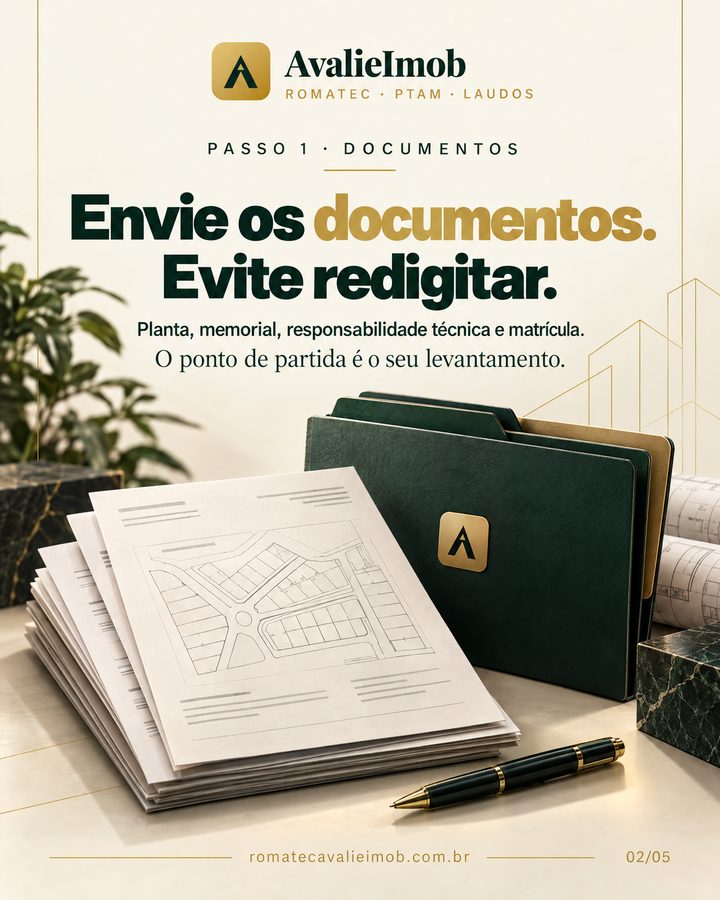 AvalieImob
ROMATEC · PTAM · LAUDOS
PASSO 1 · DOCUMENTOS
Envie os documentos.
Evite redigitar.
Planta, memorial, responsabilidade técnica e matrícula.
O ponto de partida é o seu levantamento.
romatecavalieimob.com.br
02/05